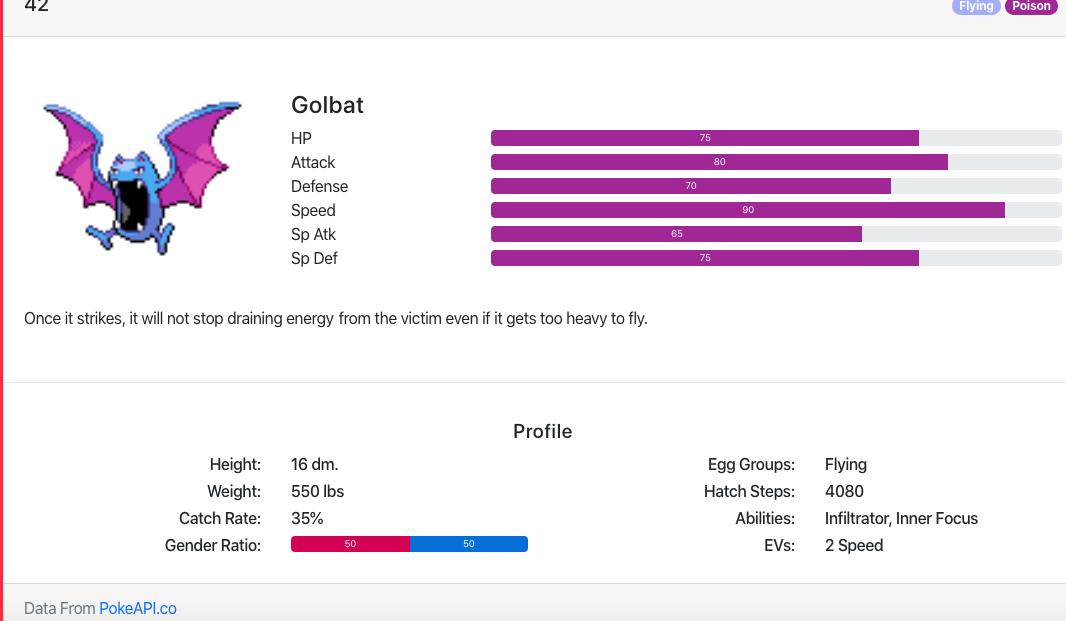 42 Flying Poison
Golbat
HP 75
Attack 80
Defense 70
Speed 90
Sp Atk 65
Sp Def 75
Once it strikes, it will not stop draining energy from the victim even if it gets too heavy to fly.
Profile
Height: 16 dm. Egg Groups: Flying
Weight: 550 lbs Hatch Steps: 4080
Catch Rate: 35% Abilities: Infiltrator, Inner Focus
Gender Ratio: 50 50 EVs: 2 Speed
Data From PokeAPI.co